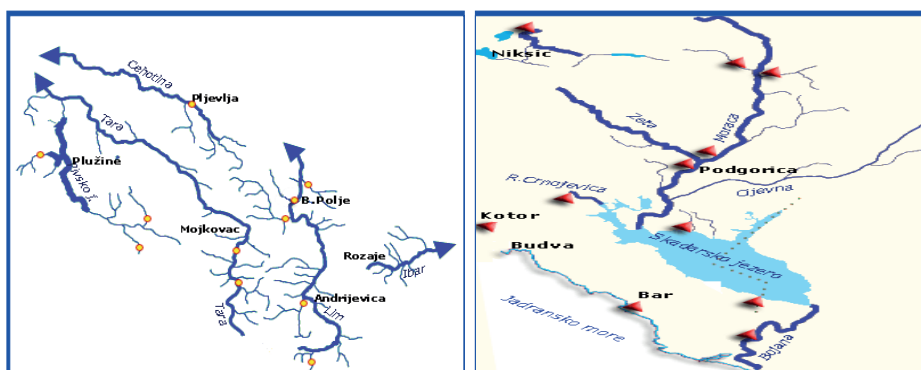 Cehotina
Pljevlja
Tara
Plužine
Pivsko j.
B.Polje
Mojkovac
Rozaje
Ibar
Andrijevica
Lim
Tara
Niksic
Zeta
Moraca
Podgorica
Cijevna
R. Crnojevica
Kotor
Budva
Skadarsko jezero
Bar
Jadransko more
Bojana